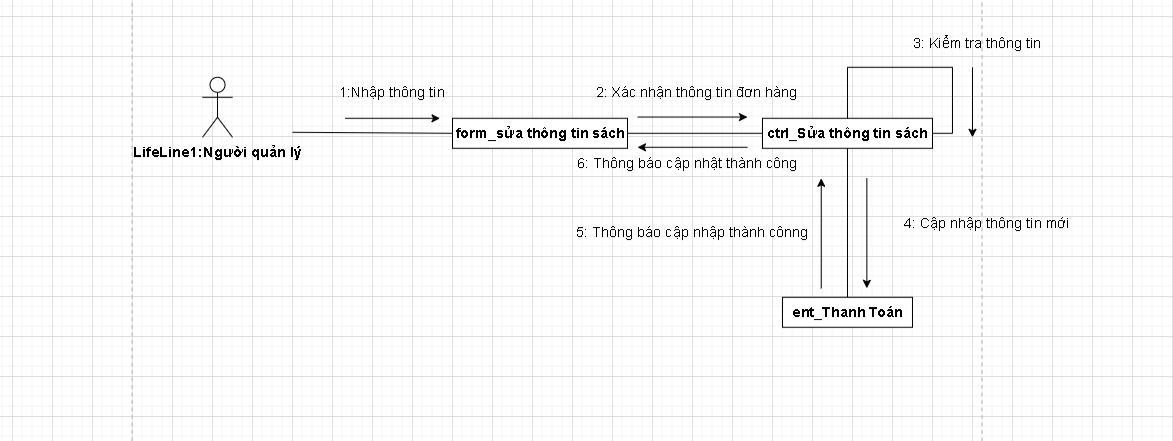 3: Kiểm tra thông tin
1:Nhập thông tin
2: Xác nhận thông tin đơn hàng
form_sửa thông tin sách
ctrl_Sửa thông tin sách
LifeLine1:Người quản lý
6: Thông báo cập nhật thành công
4: Cập nhập thông tin mới
5: Thông báo cập nhập thành cônng
ent_Thanh Toán